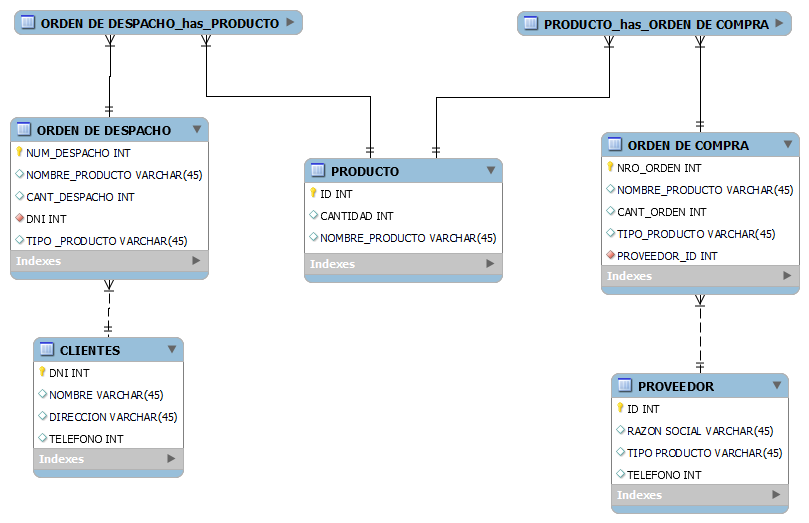 ORDEN DE DESPACHO_has_PRODUCTO
PRODUCTO_has_ORDEN DE COMPRA
ORDEN DE DESPACHO
NUM_DESPACHO INT
NOMBRE_PRODUCTO VARCHAR(45)
CANT_DESPACHO INT
DNI INT
TIPO _PRODUCTO VARCHAR(45)
Indexes
PRODUCTO
ID INT
CANTIDAD INT
NOMBRE_PRODUCTO VARCHAR(45)
Indexes
ORDEN DE COMPRA
NRO_ORDEN INT
NOMBRE_PRODUCTO VARCHAR(45)
CANT_ORDEN INT
TIPO_PRODUCTO VARCHAR(45)
PROVEEDOR_ID INT
Indexes
CLIENTES
DNI INT
NOMBRE VARCHAR(45)
DIRECCION VARCHAR(45)
TELEFONO INT
Indexes
PROVEEDOR
ID INT
RAZON SOCIAL VARCHAR(45)
TIPO PRODUCTO VARCHAR(45)
TELEFONO INT
Indexes